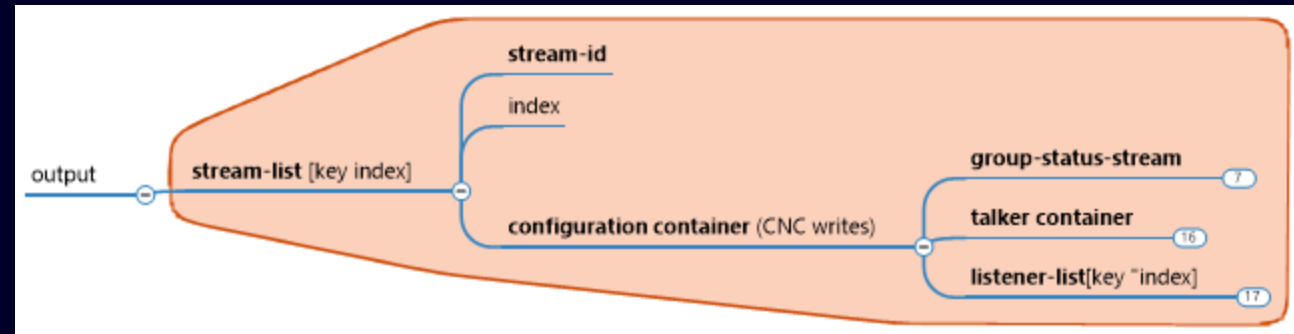 stream-id
index
output
stream-list [key index]
group-status-stream
7
configuration container (CNC writes)
talker container
16
listener-list[key "index]
17